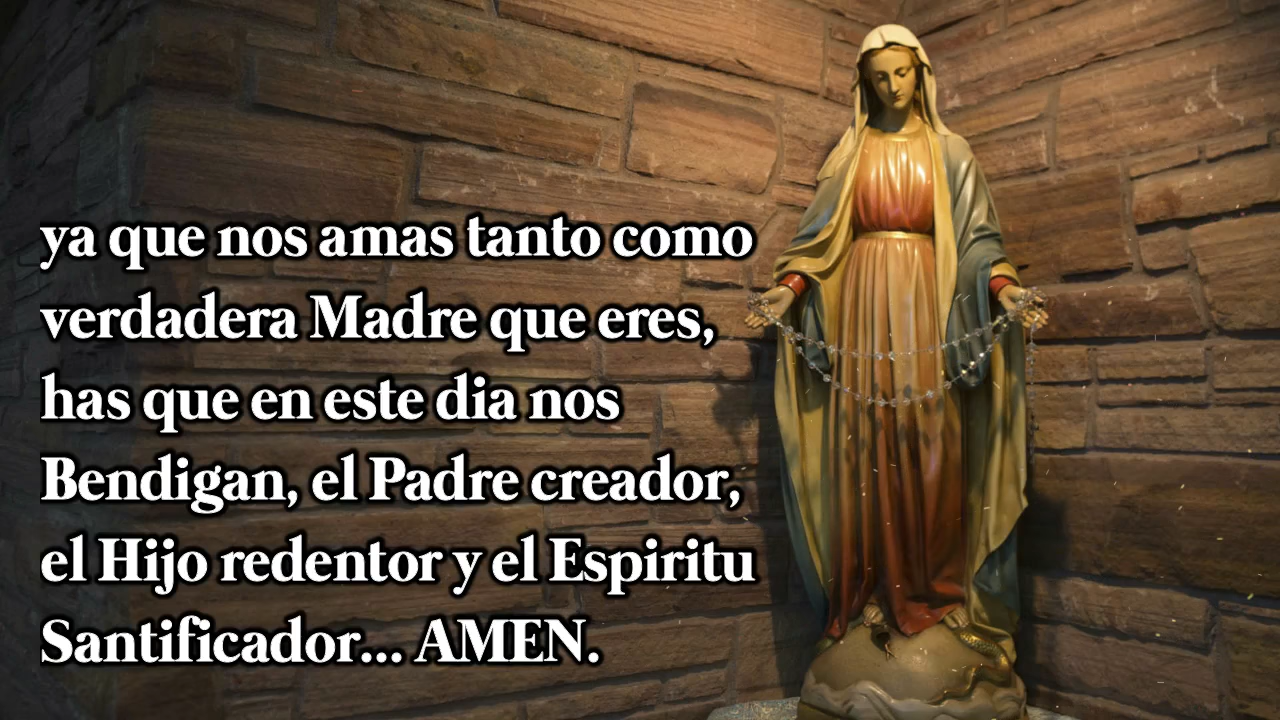 ya que nos amas tanto como
verdadera Madre que eres,
has que en este dia nos
Bendigan, el Padre creador,
el Hijo redentor y el Espiritu
Santificador... AMEN.